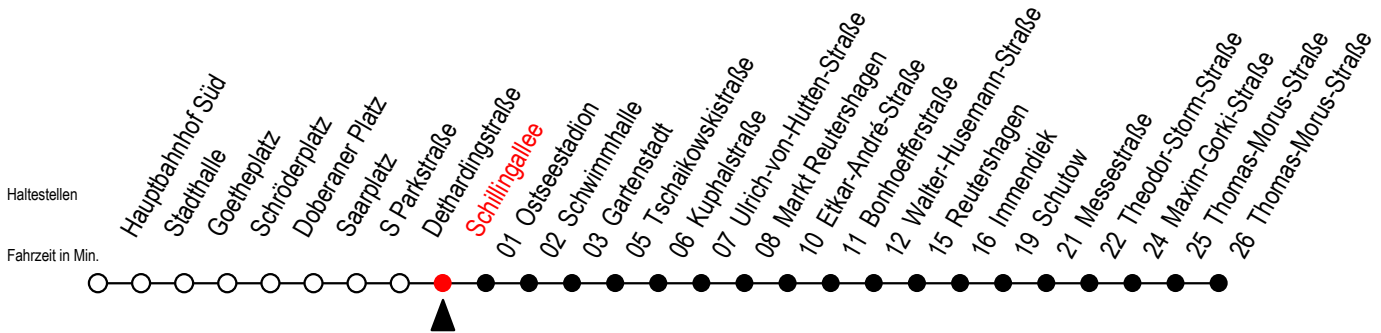 Haltestellen
Fahrzeit in Min.
Hauptbahnhof Süd
Stadthalle
Goetheplatz
Schröderplatz
Doberaner Platz
Saarplatz
S Parkstraße
Dethardingstraße
Schillingallee
01 Ostseestadion
02 Schwimmhalle
03 Gartenstadt
05 Tschaikowskistraße
06 Kuphalstraße
07 Ulrich-von-Hutten-Straße
08 Markt Reutershagen
10 Etkar-André-Straße
11 Bonhoefferstraße
12 Walter-Husemann-Straße
15 Reutershagen
16 Immendiek
19 Schutow
21 Messestraße
22 Theodor-Storm-Straße
24 Maxim-Gorki-Straße
25 Thomas-Morus-Straße
26 Thomas-Morus-Straße